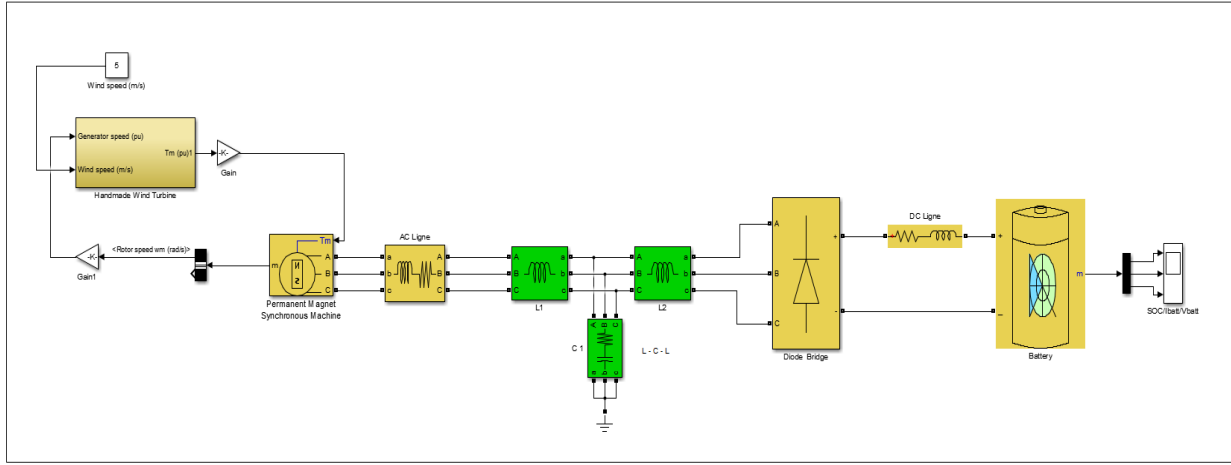 5
Wind speed (m/s)
Generator speed (pu)
Tm (pu)1
Wind speed (m/s)
Handmade Wind Turbine
-K-
Gain
<Rotor speed wm (rad/s)>
-K-
Gain1
m
Tm
A
B
C
N
S
Permanent Magnet
Synchronous Machine
AC Ligne
a
b
c
A
B
C
A
B
C
a
b
c
L1
A
B
C
a
b
c
L2
A
B
C
a
b
c
C 1
L - C - L
A
B
C
+
-
Diode Bridge
DC Ligne
+
+
_
m
Battery
SOC/Ibatt/Vbatt